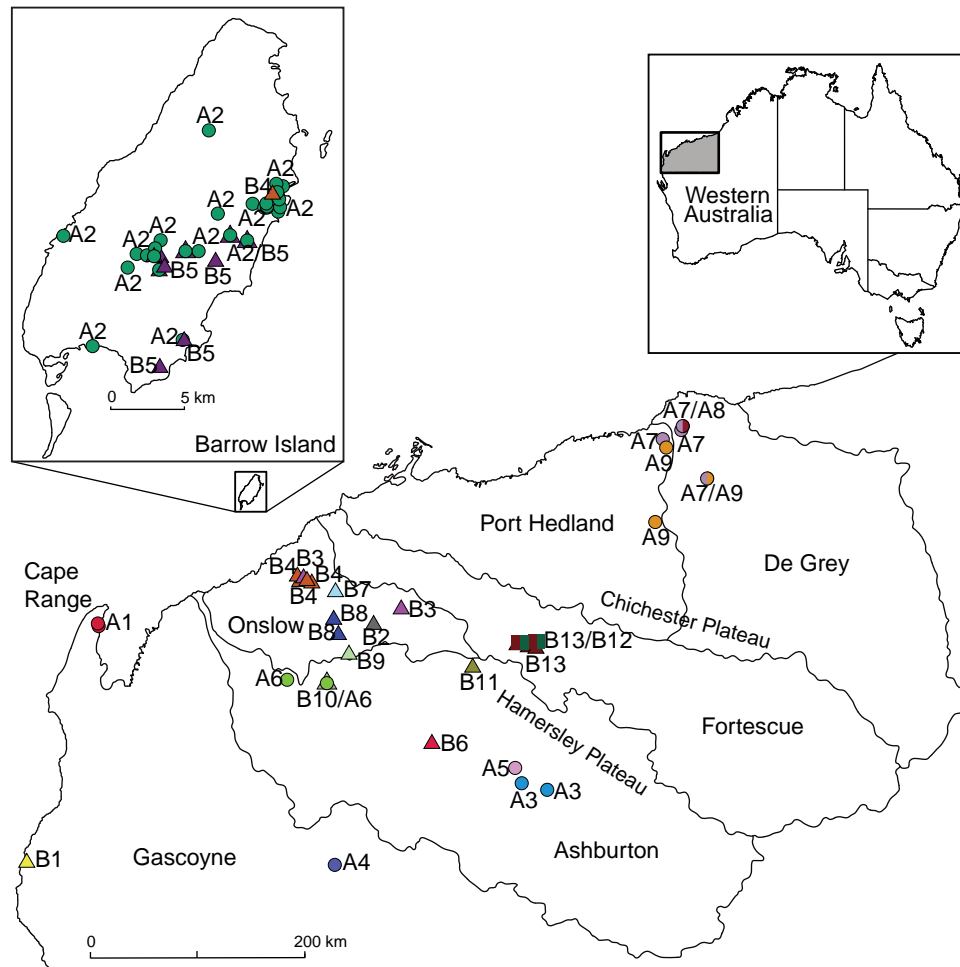 A2
A2
B4
A2
A2
A2
A2
A2
A2
A2
A2/B5
B5
B5
A2
A2
A2
B5
B5
0 5 km
Barrow Island
Western
Australia
A7/A8
A7
A7
A9
A7/A9
A9
Port Hedland
De Grey
Cape
Range
A1
B3
B4
B4
B4
B7
B3
B8
Onslow
B8
B2
B9
Chichester Plateau
B13/B12
B13
A6
B10/A6
B11
Hamersley Plateau
Fortescue
B6
A5
A3
A3
B1
Gascoyne
A4
Ashburton
0 200 km